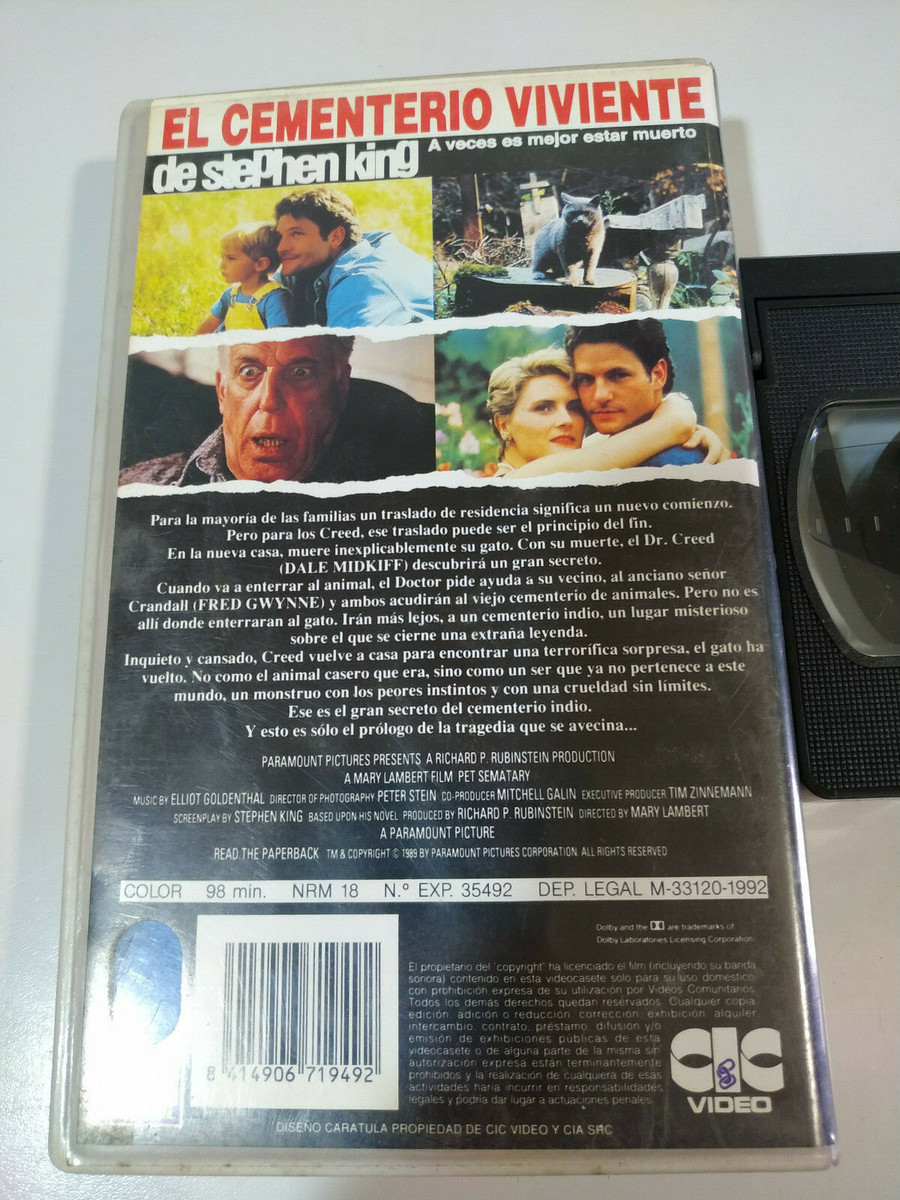 EL CEMENTERIO VIVIENTE
de stephen king
A veces es mejor estar muerto
Para la mayoría de las familias un traslado de residencia significa un nuevo comienzo.
Pero para los Creed, ese traslado puede ser el principio del fin.
En la nueva casa, muere inexplicablemente su gato. Con su muerte, el Dr. Creed
(DALE MIDKIFF) descubrirá un gran secreto.
Cuando va a enterrar al animal, el Doctor pide ayuda a su vecino, al anciano señor
Crandall (FRED GWYNNE) y ambos acudirán al viejo cementerio de animales. Pero no es
allí donde enterraran al gato. Irán más lejos, a un cementerio indio, un lugar misterioso
sobre el que se cierne una extraña leyenda.
Inquieto y cansado, Creed vuelve a casa para encontrar una terrorífica sorpresa, el gato ha
vuelto. No como el animal casero que era, sino como un ser que ya no pertenece a este
mundo, un monstruo con los peores instintos y con una crueldad sin límites.
Ese es el gran secreto del cementerio indio.
Y esto es sólo el prólogo de la tragedia que se avecina...
PARAMOUNT PICTURES PRESENTS A RICHARD P. RUBINSTEIN PRODUCTION
A MARY LAMBERT FILM PET SEMATARY
MUSIC BY ELLIOT GOLDENTHAL DIRECTOR OF PHOTOGRAPHY PETER STEIN CO-PRODUCER MITCHELL GALIN EXECUTIVE PRODUCER TIM ZINNEMANN
SCREENPLAY BY STEPHEN KING BASED UPON HIS NOVEL PRODUCED BY RICHARD P. RUBINSTEIN DIRECTED BY MARY LAMBERT
A PARAMOUNT PICTURE
READ THE PAPERBACK TM & COPYRIGHT © 1989 BY PARAMOUNT PICTURES CORPORATION. ALL RIGHTS RESERVED
COLOR 98 min. NRM 18 N.º EXP. 35492 DEP. LEGAL M-33120-1992
Dolby and the are trademarks of
Dolby Laboratories Licensing Corporation.
El propietario del "copyright" ha licenciado el film (incluyendo su banda
sonora) contenido en esta videocasete solo para su uso doméstico
con prohibición expresa de su utilización por Videos Comunitarios.
Todos los demás derechos quedan reservados. Cualquier copia,
edición, adición o reducción, corrección, exhibición, alquiler,
intercambio, contrato, préstamo, difusión y/o
emisión de exhibiciones públicas de esta
videocasete o de alguna parte de la misma sin
autorización expresa están terminantemente
prohibidos y la realización de cualquiera de esas
actividades haría incurrir en responsabilidades
legales y podría dar lugar a actuaciones penales.
8 414906 719492
CIC
VIDEO
DISEÑO CARATULA PROPIEDAD DE CIC VIDEO Y CIA SRC